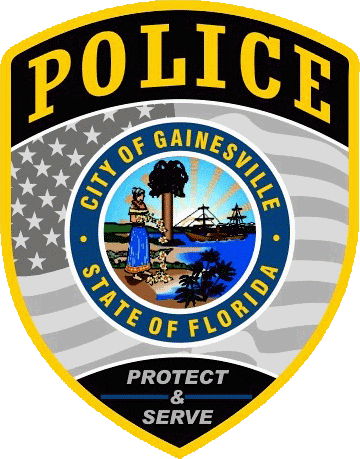 POLICE
CITY OF GAINESVILLE
STATE OF FLORIDA
PROTECT
&
SERVE